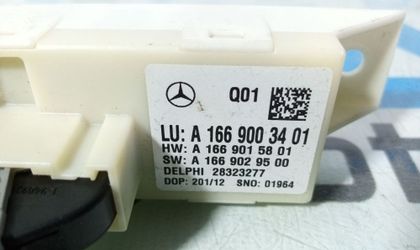 Q01
LU: A 166 900 34 01
HW: A 166 901 58 01
SW: A 166 902 95 00
DELPHI 28323277
DOP: 201/12 SNO: 01964